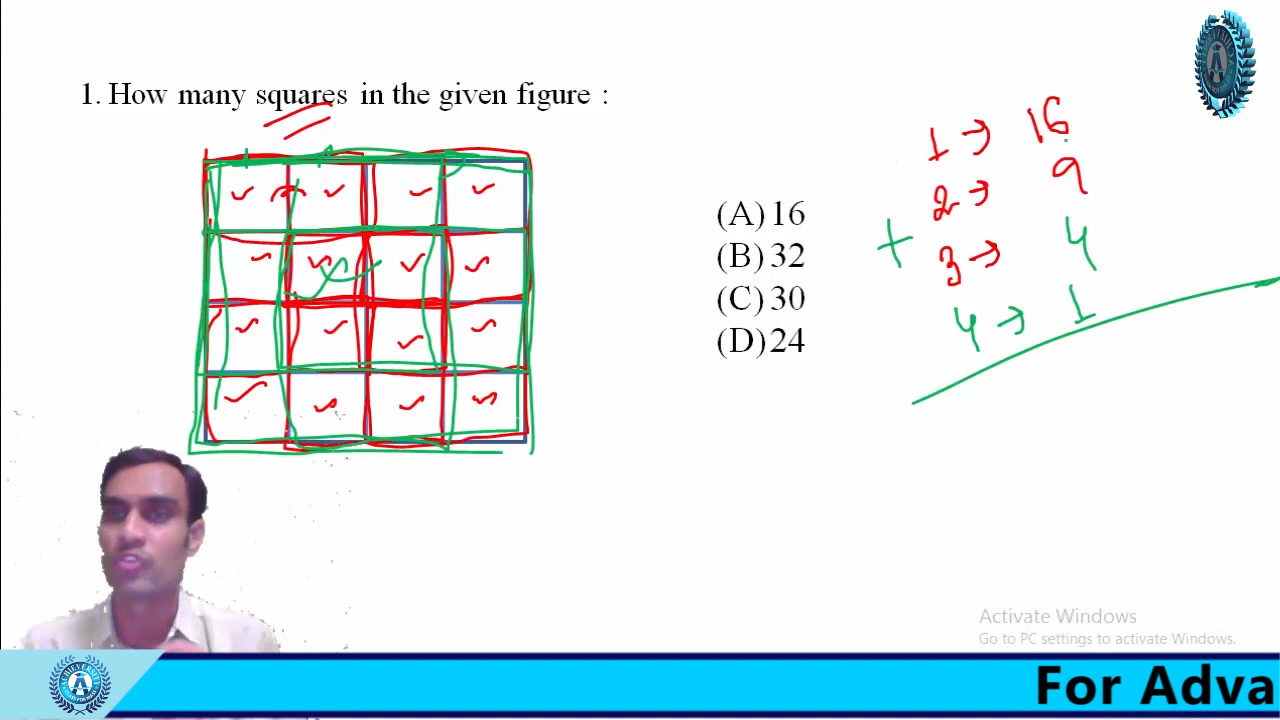 1. How many squares in the given figure :
(A) 16
(B) 32
(C) 30
(D) 24
1 → 16
2 → 9
+ 3 → 4
4 → 1
Activate Windows
Go to PC settings to activate Windows.
For Adva